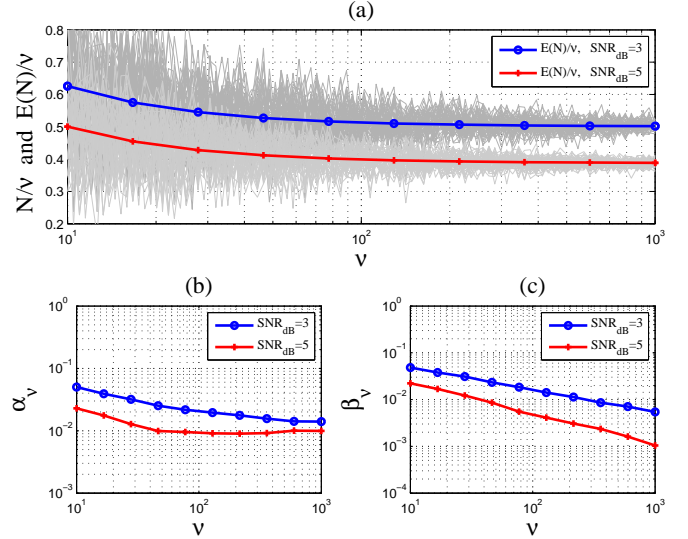 (a)
N/ν and E(N)/ν
0.8
0.7
0.6
0.5
0.4
0.3
0.2
E(N)/ν, SNR_dB=3
E(N)/ν, SNR_dB=5
10^1
10^2
10^3
ν
(b)
α_ν
10^0
10^−1
10^−2
10^−3
SNR_dB=3
SNR_dB=5
10^1
10^2
10^3
ν
(c)
β_ν
10^0
10^−1
10^−2
10^−3
10^−4
SNR_dB=3
SNR_dB=5
10^1
10^2
10^3
ν